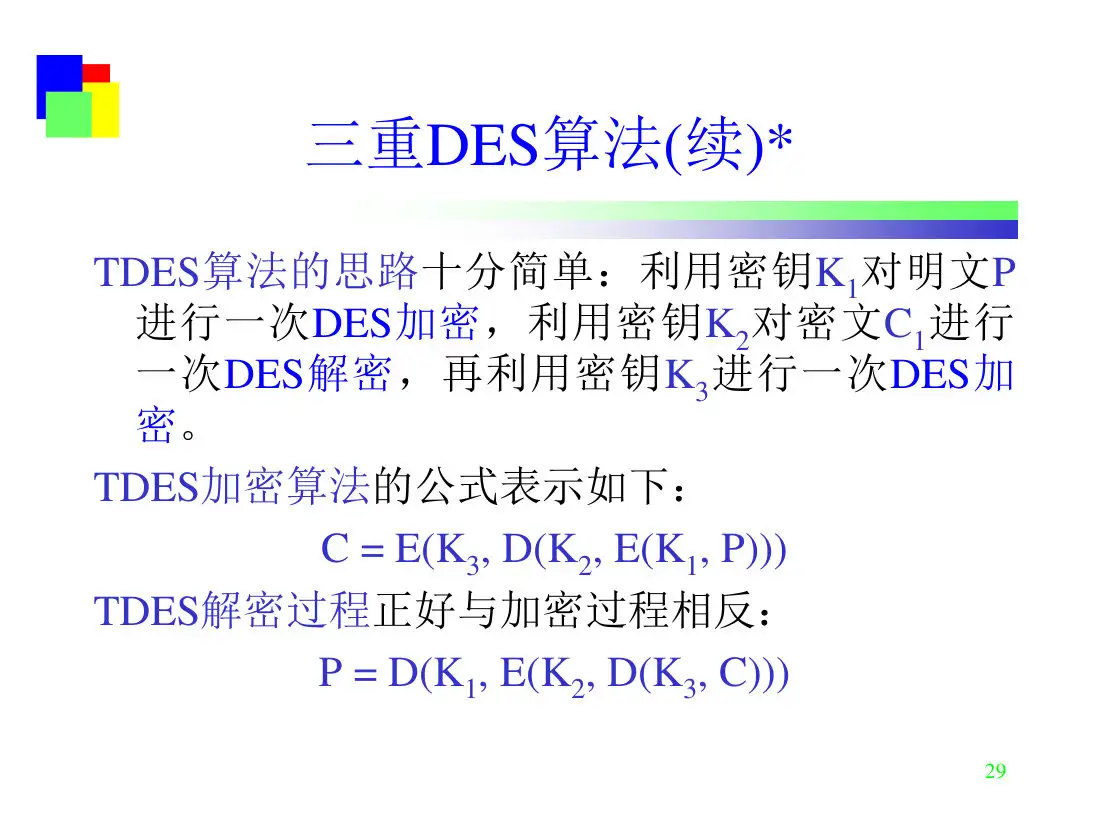 三重DES算法(续)*
TDES算法的思路十分简单：利用密钥K₁对明文P
进行一次DES加密，利用密钥K₂对密文C₁进行
一次DES解密，再利用密钥K₃进行一次DES加
密。
TDES加密算法的公式表示如下：
C = E(K₃, D(K₂, E(K₁, P)))
TDES解密过程正好与加密过程相反：
P = D(K₁, E(K₂, D(K₃, C)))
29